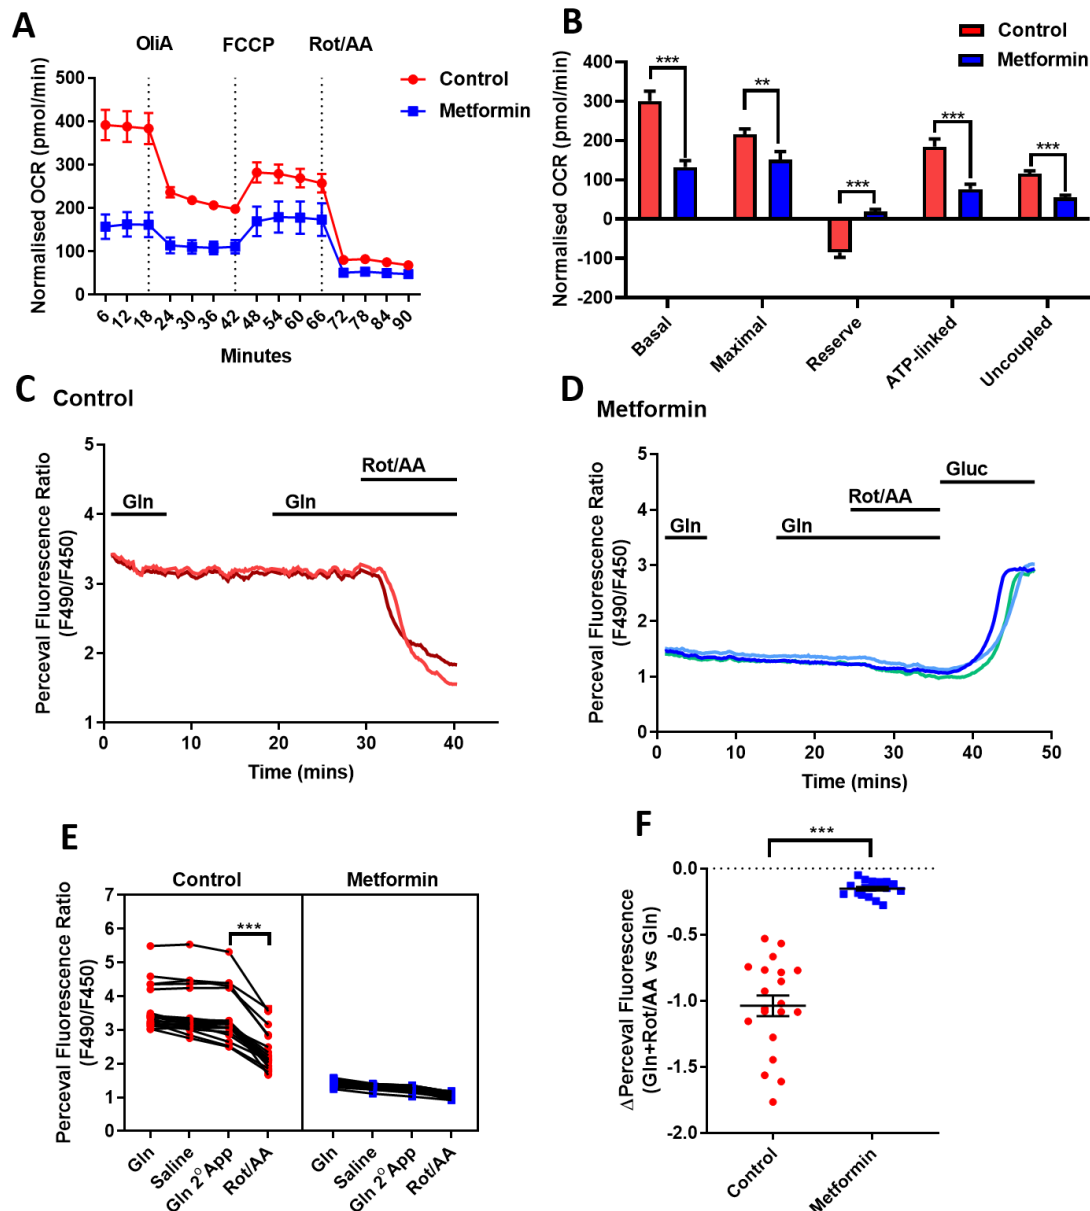 A
OliA FCCP Rot/AA
Control
Metformin
Normalised OCR (pmol/min)
500
400
300
200
100
0
6 12 18 24 30 36 42 48 54 60 66 72 78 84 90
Minutes
B
Control
Metformin
Normalised OCR (pmol/min)
400
300
200
100
0
-100
-200
*** ** *** *** ***
Basal Maximal Reserve ATP-linked Uncoupled
C Control
Perceval Fluorescence Ratio
(F490/F450)
5
4
3
2
1
Rot/AA
Gln Gln
0 10 20 30 40
Time (mins)
D
Metformin
Perceval Fluorescence Ratio
(F490/F450)
5
4
3
2
1
0
Gluc
Rot/AA
Gln Gln
0 10 20 30 40 50
Time (mins)
E
Control Metformin
Perceval Fluorescence Ratio
(F490/F450)
7
6
5
4
3
2
1
0
***
Gln Saline Gln 2° App Rot/AA Gln Saline Gln 2° App Rot/AA
F
***
ΔPerceval Fluorescence
(Gln+Rot/AA vs Gln)
0.0
-0.5
-1.0
-1.5
-2.0
Control Metformin